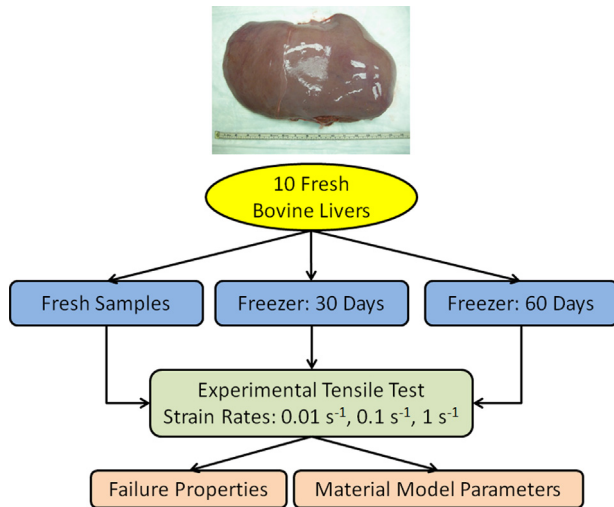 10 Fresh
Bovine Livers
Fresh Samples
Freezer: 30 Days
Freezer: 60 Days
Experimental Tensile Test
Strain Rates: 0.01 s⁻¹, 0.1 s⁻¹, 1 s⁻¹
Failure Properties
Material Model Parameters